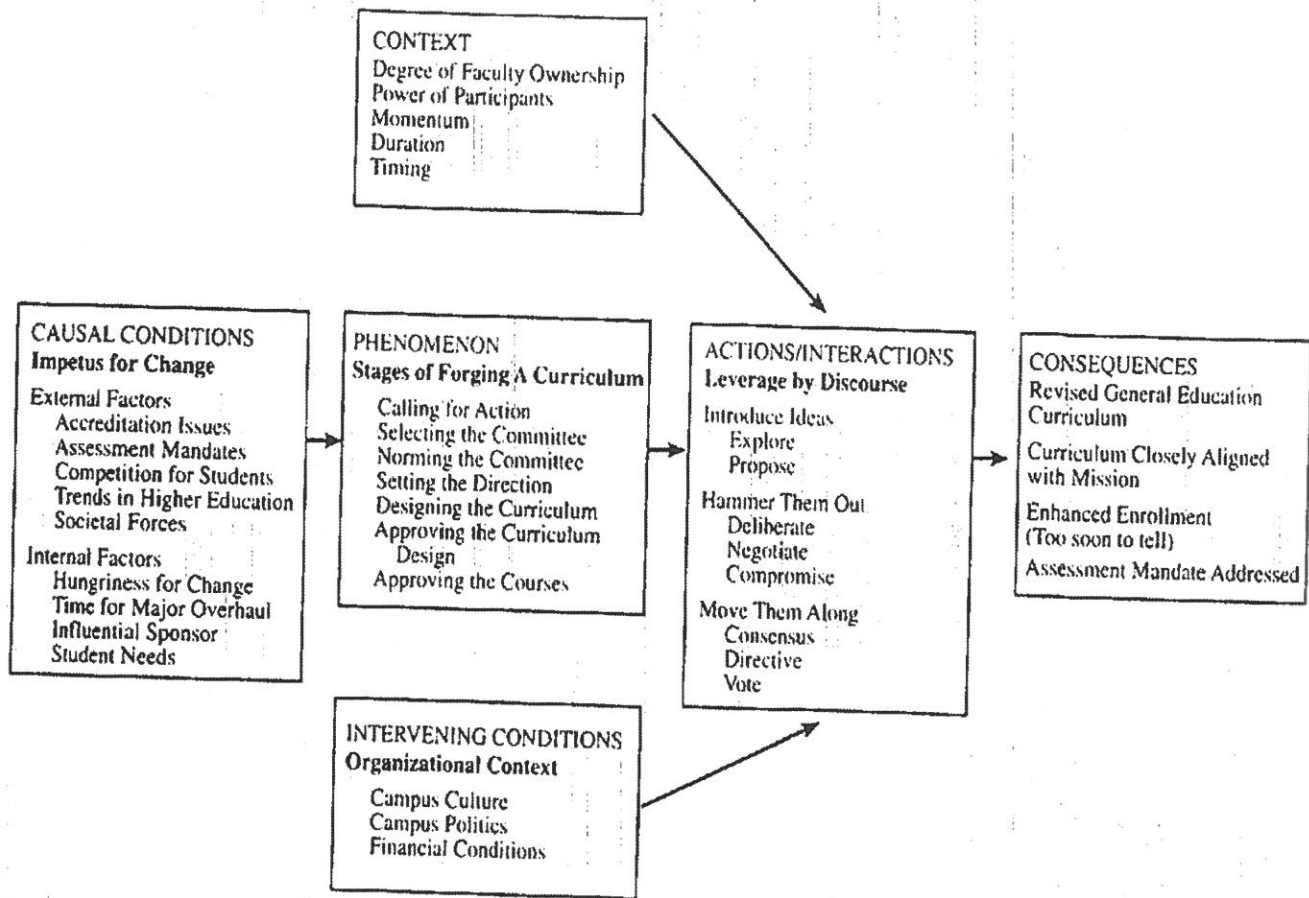 CONTEXT
Degree of Faculty Ownership
Power of Participants
Momentum
Duration
Timing
CAUSAL CONDITIONS
Impetus for Change
External Factors
Accreditation Issues
Assessment Mandates
Competition for Students
Trends in Higher Education
Societal Forces
Internal Factors
Hungriness for Change
Time for Major Overhaul
Influential Sponsor
Student Needs
PHENOMENON
Stages of Forging A Curriculum
Calling for Action
Selecting the Committee
Norming the Committee
Setting the Direction
Designing the Curriculum
Approving the Curriculum
Design
Approving the Courses
ACTIONS/INTERACTIONS
Leverage by Discourse
Introduce Ideas
Explore
Propose
Hammer Them Out
Deliberate
Negotiate
Compromise
Move Them Along
Consensus
Directive
Vote
CONSEQUENCES
Revised General Education
Curriculum
Curriculum Closely Aligned
with Mission
Enhanced Enrollment
(Too soon to tell)
Assessment Mandate Addressed
INTERVENING CONDITIONS
Organizational Context
Campus Culture
Campus Politics
Financial Conditions